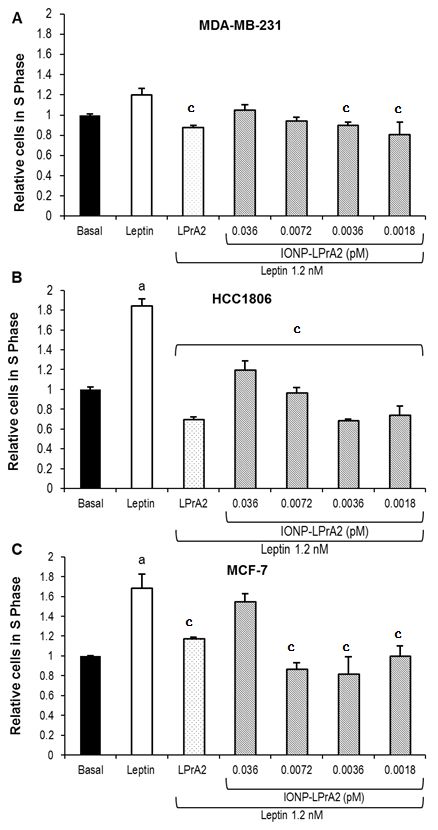 A
MDA-MB-231
Relative cells in S Phase
2
1.8
1.6
1.4
1.2
1
0.8
0.6
0.4
0.2
0
c
c
c
Basal
Leptin
LPrA2
0.036
0.0072
0.0036
0.0018
IONP-LPrA2 (pM)
Leptin 1.2 nM
B
HCC1806
Relative cells in S Phase
2
1.8
1.6
1.4
1.2
1
0.8
0.6
0.4
0.2
0
a
c
Basal
Leptin
LPrA2
0.036
0.0072
0.0036
0.0018
IONP-LPrA2 (pM)
Leptin 1.2 nM
C
MCF-7
Relative cells in S Phase
2
1.8
1.6
1.4
1.2
1
0.8
0.6
0.4
0.2
0
a
c
c
c
c
Basal
Leptin
LPrA2
0.036
0.0072
0.0036
0.0018
IONP-LPrA2 (pM)
Leptin 1.2 nM